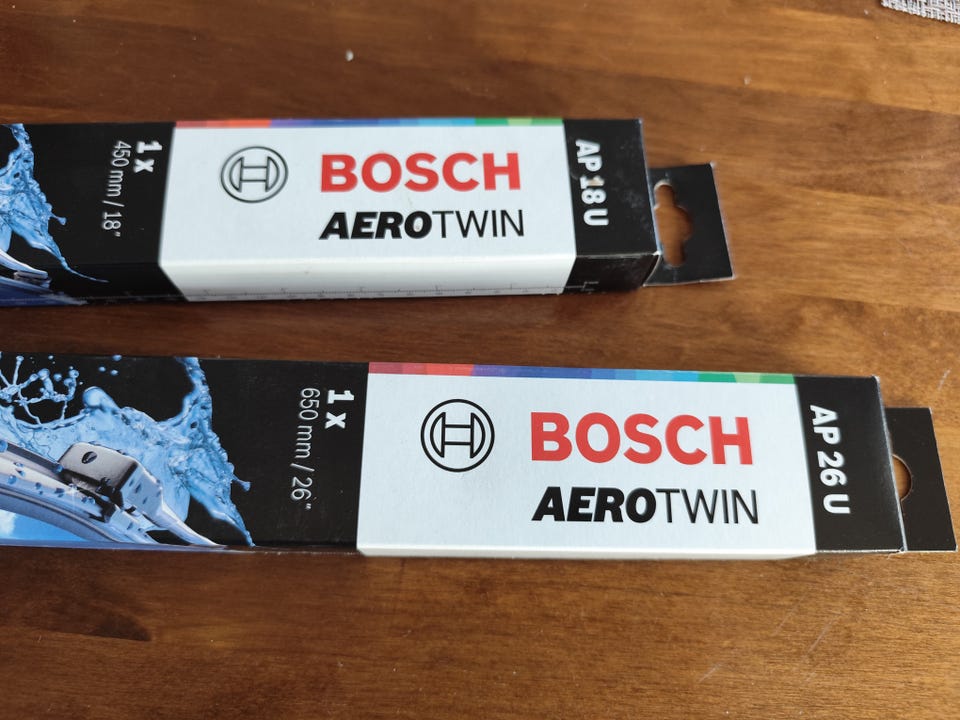 1 x
450 mm / 18"
BOSCH
AEROTWIN
AP 18 U
1 x
650 mm / 26"
BOSCH
AEROTWIN
AP 26 U